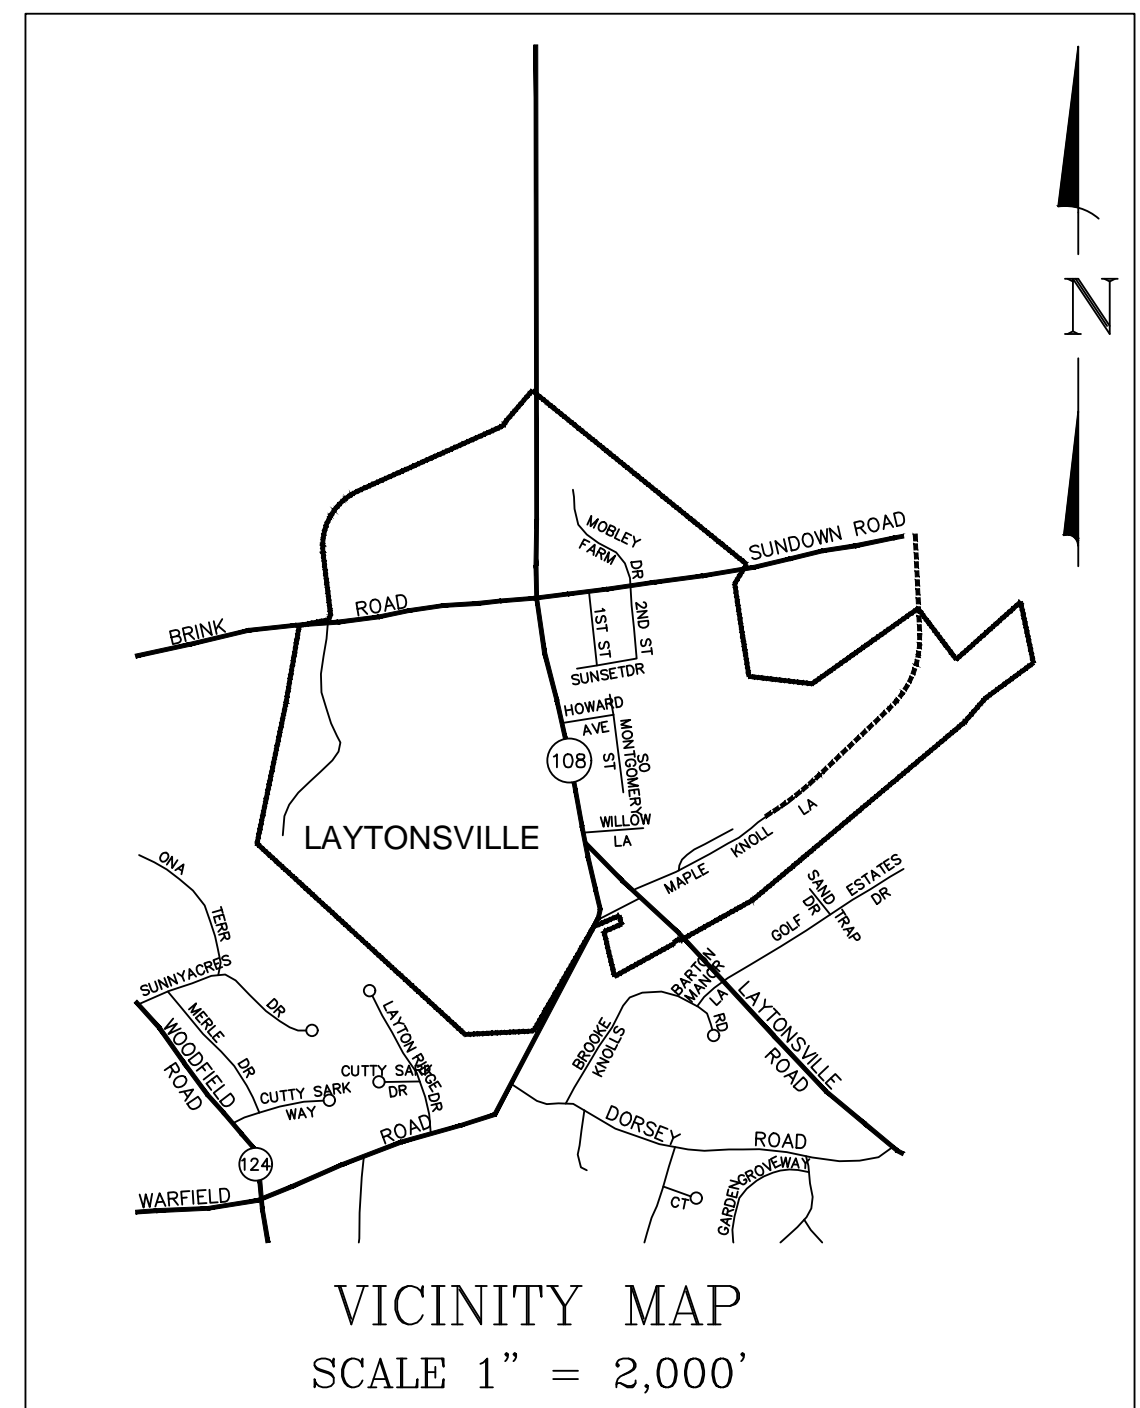 N
SUNDOWN ROAD
MOBLEY
FARM
DR
BRINK
ROAD
1ST ST
2ND ST
SUNSET DR
HOWARD
AVE
SO
MONTGOMERY
ST
108
WILLOW
LA
LAYTONSVILLE
MAPLE
KNOLL
LA
SAND
TRAP
DR
GOLF
ESTATES
DR
ONA
TERR
SUNNYACRES
DR
MERLE
DR
WOODFIELD
ROAD
LAYTON RIDGE DR
CUTTY SARK
DR
CUTTY SARK
WAY
BARTON
MANOR
LA
RD
BROOKE
KNOLLS
LAYTONSVILLE
ROAD
DORSEY
ROAD
ROAD
124
WARFIELD
CT
GARDEN
GROVE
WAY
VICINITY MAP
SCALE 1" = 2,000'